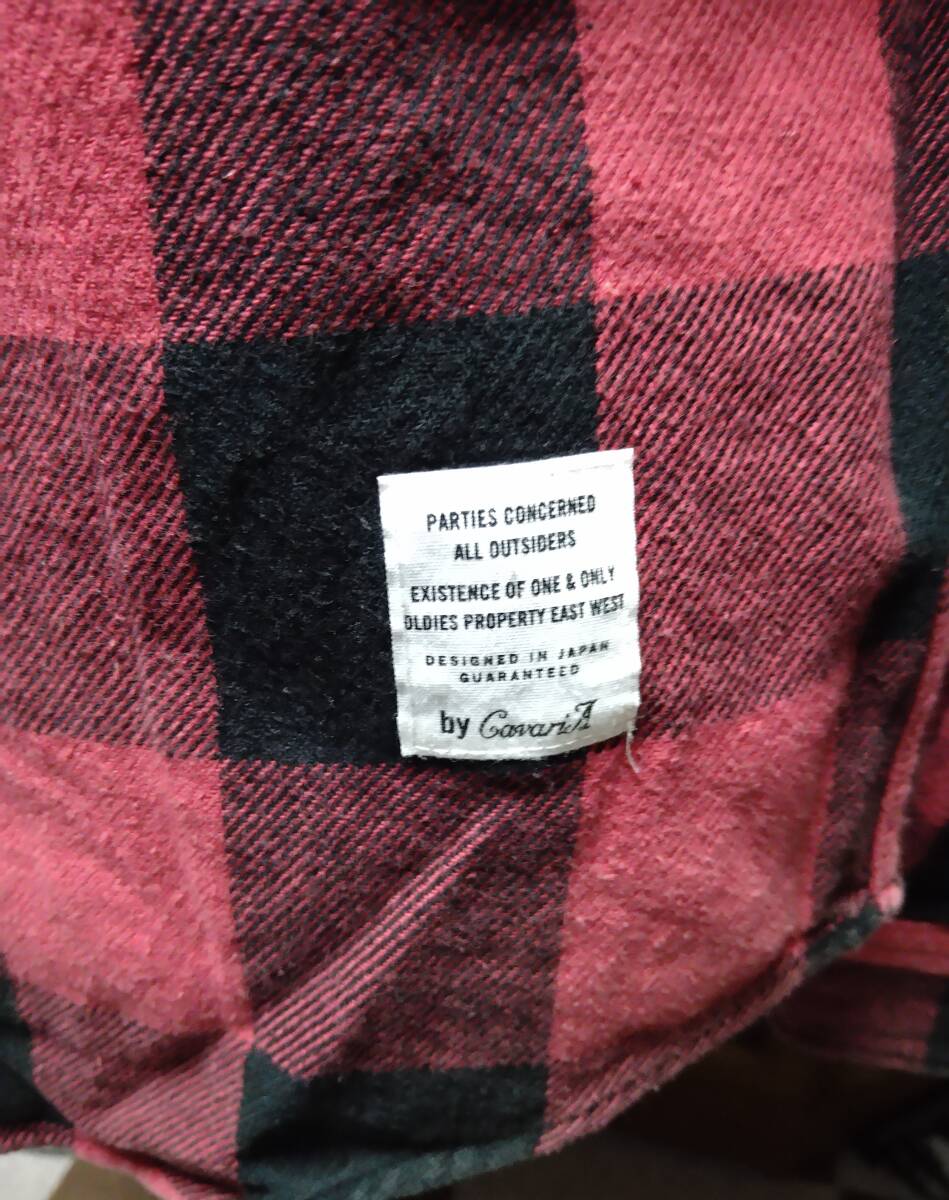 PARTIES CONCERNED
ALL OUTSIDERS
EXISTENCE OF ONE & ONLY
OLDIES PROPERTY EAST WEST
DESIGNED IN JAPAN
GUARANTEED
by CavariA